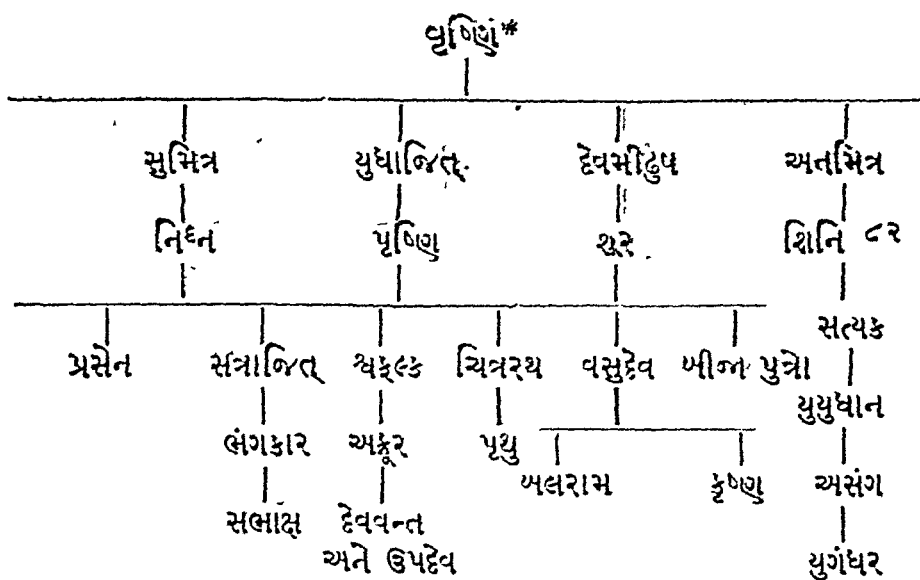 વૃષ્ણિં*
સુમિત્ર યુધાજિત્ દેવમીઢુષ અનમિત્ર
નિઘ્ન પૃષ્ણિ શૂર શિનિ ૮૨
સત્યક
પ્રસેન સત્રાજિત્ શ્વફલ્ક ચિત્રરથ વસુદેવ બીજા પુત્રો
યુયુધાન
ભંગકાર અક્રૂર પૃથુ
બલરામ કૃષ્ણ અસંગ
સભાક્ષ દેવવન્ત
અને ઉપદેવ યુગંધર